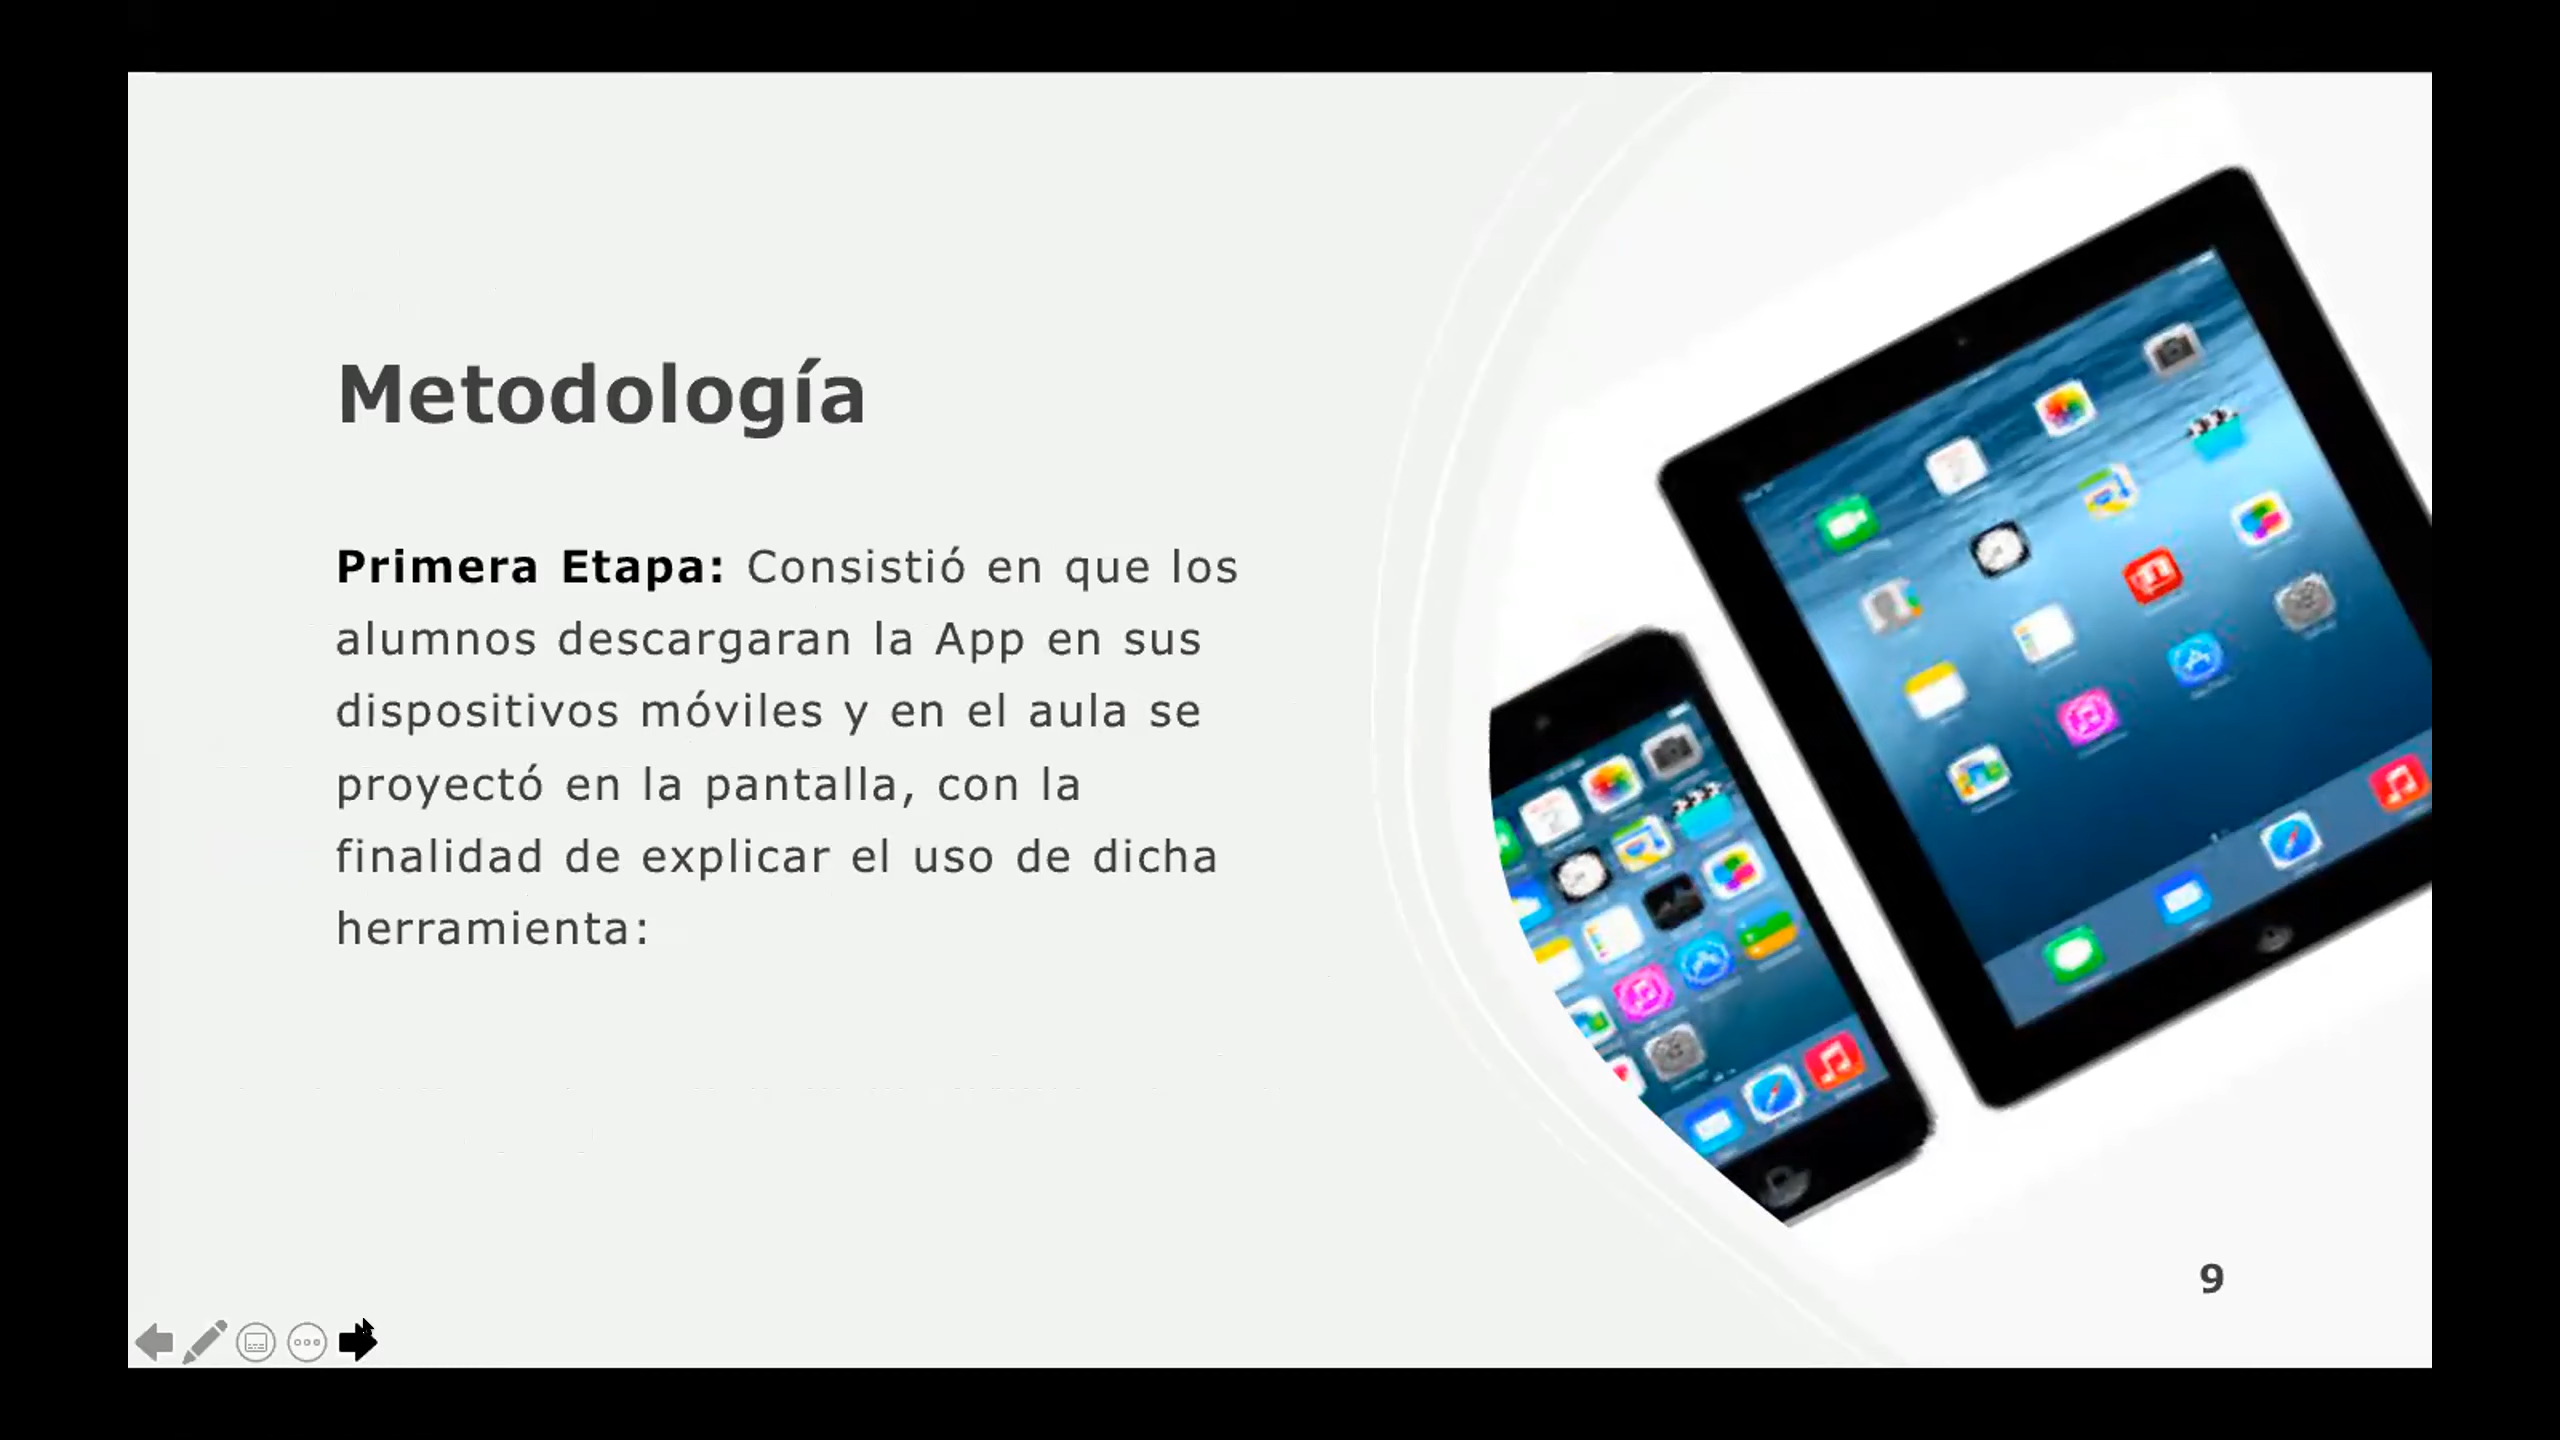 Metodología
Primera Etapa: Consistió en que los
alumnos descargaran la App en sus
dispositivos móviles y en el aula se
proyectó en la pantalla, con la
finalidad de explicar el uso de dicha
herramienta:
9